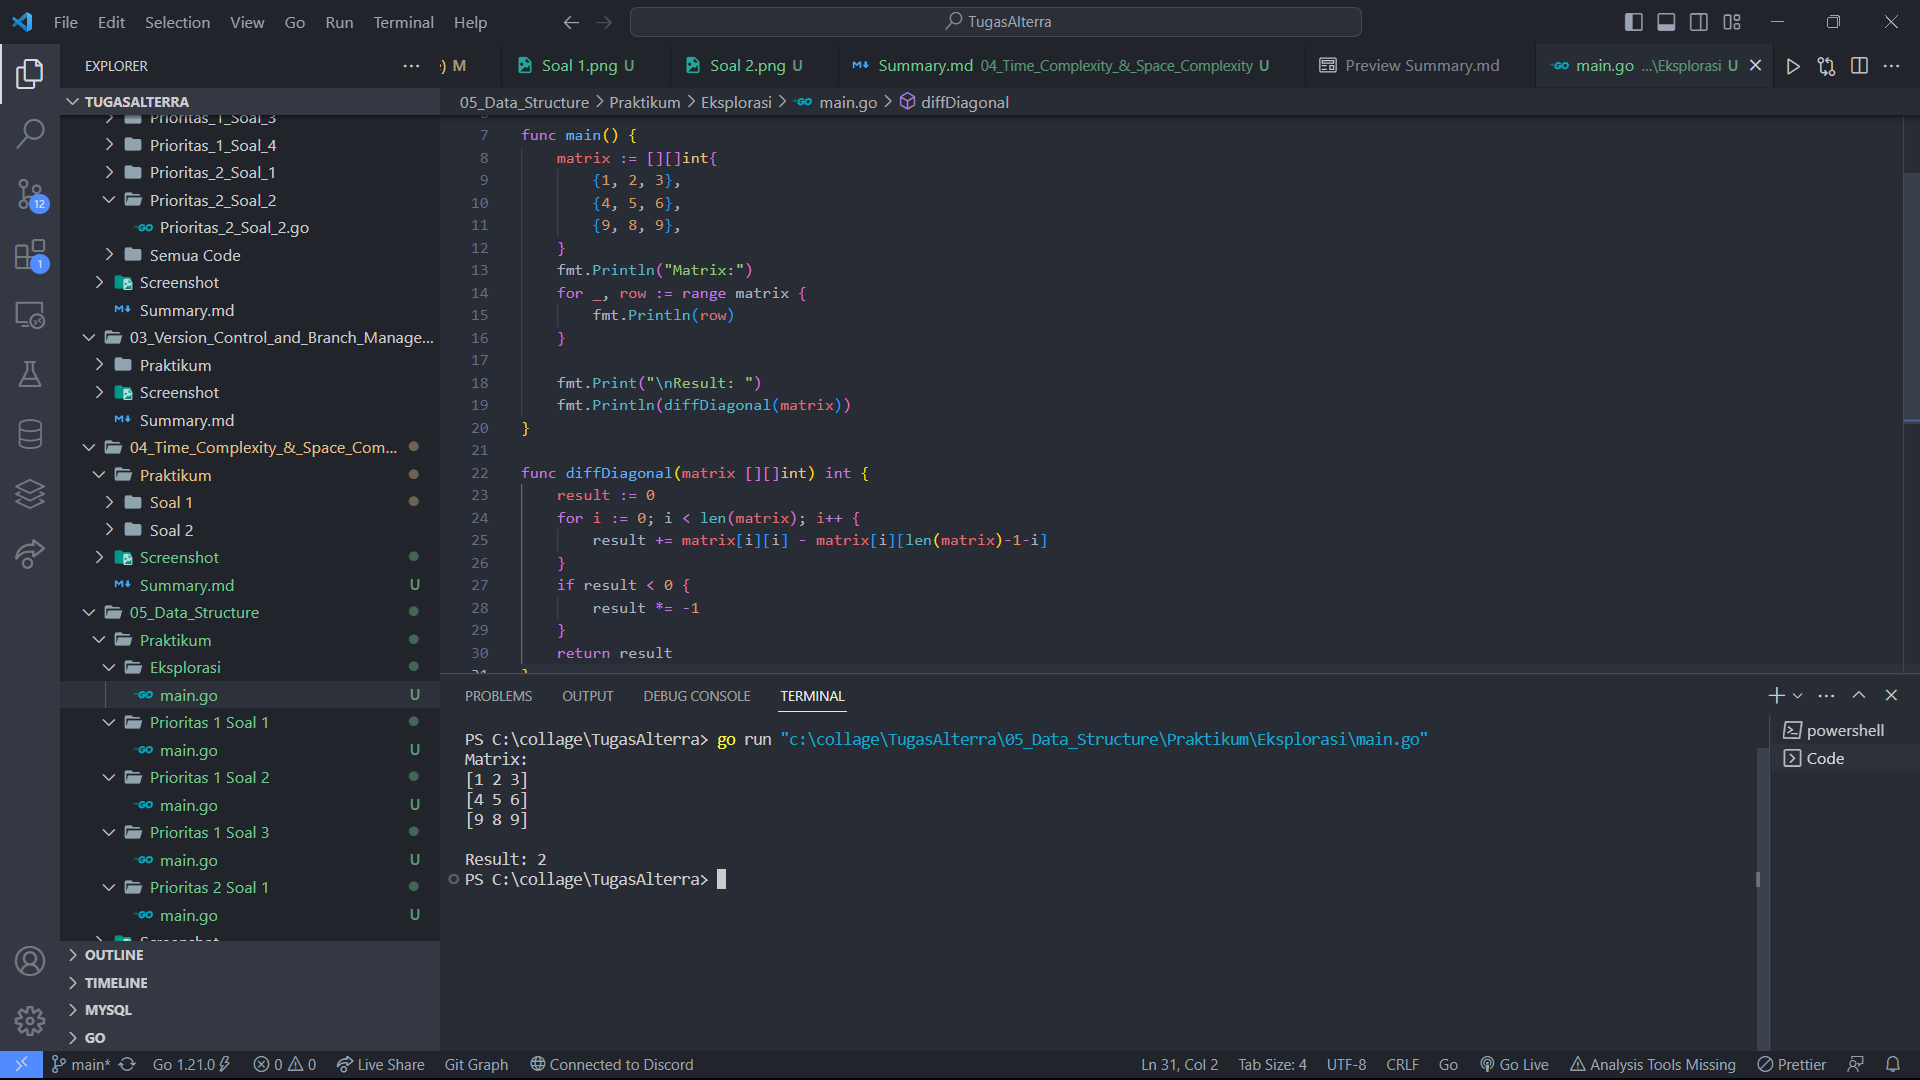 File Edit Selection View Go Run Terminal Help
TugasAlterra
EXPLORER
TUGASALTERRA
Prioritas_1_Soal_3
Prioritas_1_Soal_4
Prioritas_2_Soal_1
Prioritas_2_Soal_2
Prioritas_2_Soal_2.go
Semua Code
Screenshot
Summary.md
03_Version_Control_and_Branch_Manage...
Praktikum
Screenshot
Summary.md
04_Time_Complexity_&_Space_Com...
Praktikum
Soal 1
Soal 2
Screenshot
Summary.md U
05_Data_Structure
Praktikum
Eksplorasi
main.go U
Prioritas 1 Soal 1
main.go U
Prioritas 1 Soal 2
main.go U
Prioritas 1 Soal 3
main.go U
Prioritas 2 Soal 1
main.go U
Screenshot
OUTLINE
TIMELINE
MYSQL
GO
12
1
) M Soal 1.png U Soal 2.png U Summary.md 04_Time_Complexity_&_Space_Complexity U Preview Summary.md main.go ...\Eksplorasi U
05_Data_Structure > Praktikum > Eksplorasi > main.go > diffDiagonal
7 func main() {
8 matrix := [][]int{
9 {1, 2, 3},
10 {4, 5, 6},
11 {9, 8, 9},
12 }
13 fmt.Println("Matrix:")
14 for _, row := range matrix {
15 fmt.Println(row)
16 }
17
18 fmt.Print("\nResult: ")
19 fmt.Println(diffDiagonal(matrix))
20 }
21
22 func diffDiagonal(matrix [][]int) int {
23 result := 0
24 for i := 0; i < len(matrix); i++ {
25 result += matrix[i][i] - matrix[i][len(matrix)-1-i]
26 }
27 if result < 0 {
28 result *= -1
29 }
30 return result
31 }
PROBLEMS OUTPUT DEBUG CONSOLE TERMINAL
PS C:\collage\TugasAlterra> go run "c:\collage\TugasAlterra\05_Data_Structure\Praktikum\Eksplorasi\main.go"
Matrix:
[1 2 3]
[4 5 6]
[9 8 9]
Result: 2
PS C:\collage\TugasAlterra>
powershell
Code
main* Go 1.21.0 0 0 Live Share Git Graph Connected to Discord Ln 31, Col 2 Tab Size: 4 UTF-8 CRLF Go Go Live Analysis Tools Missing Prettier